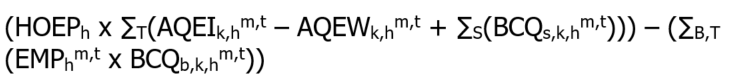 (HOEPₕ x ∑T(AQEIk,hᵐ,ᵗ – AQEWk,hᵐ,ᵗ + ∑S(BCQs,k,hᵐ,ᵗ))) – (∑B,T
(EMPhᵐ,ᵗ x BCQb,k,hᵐ,ᵗ))